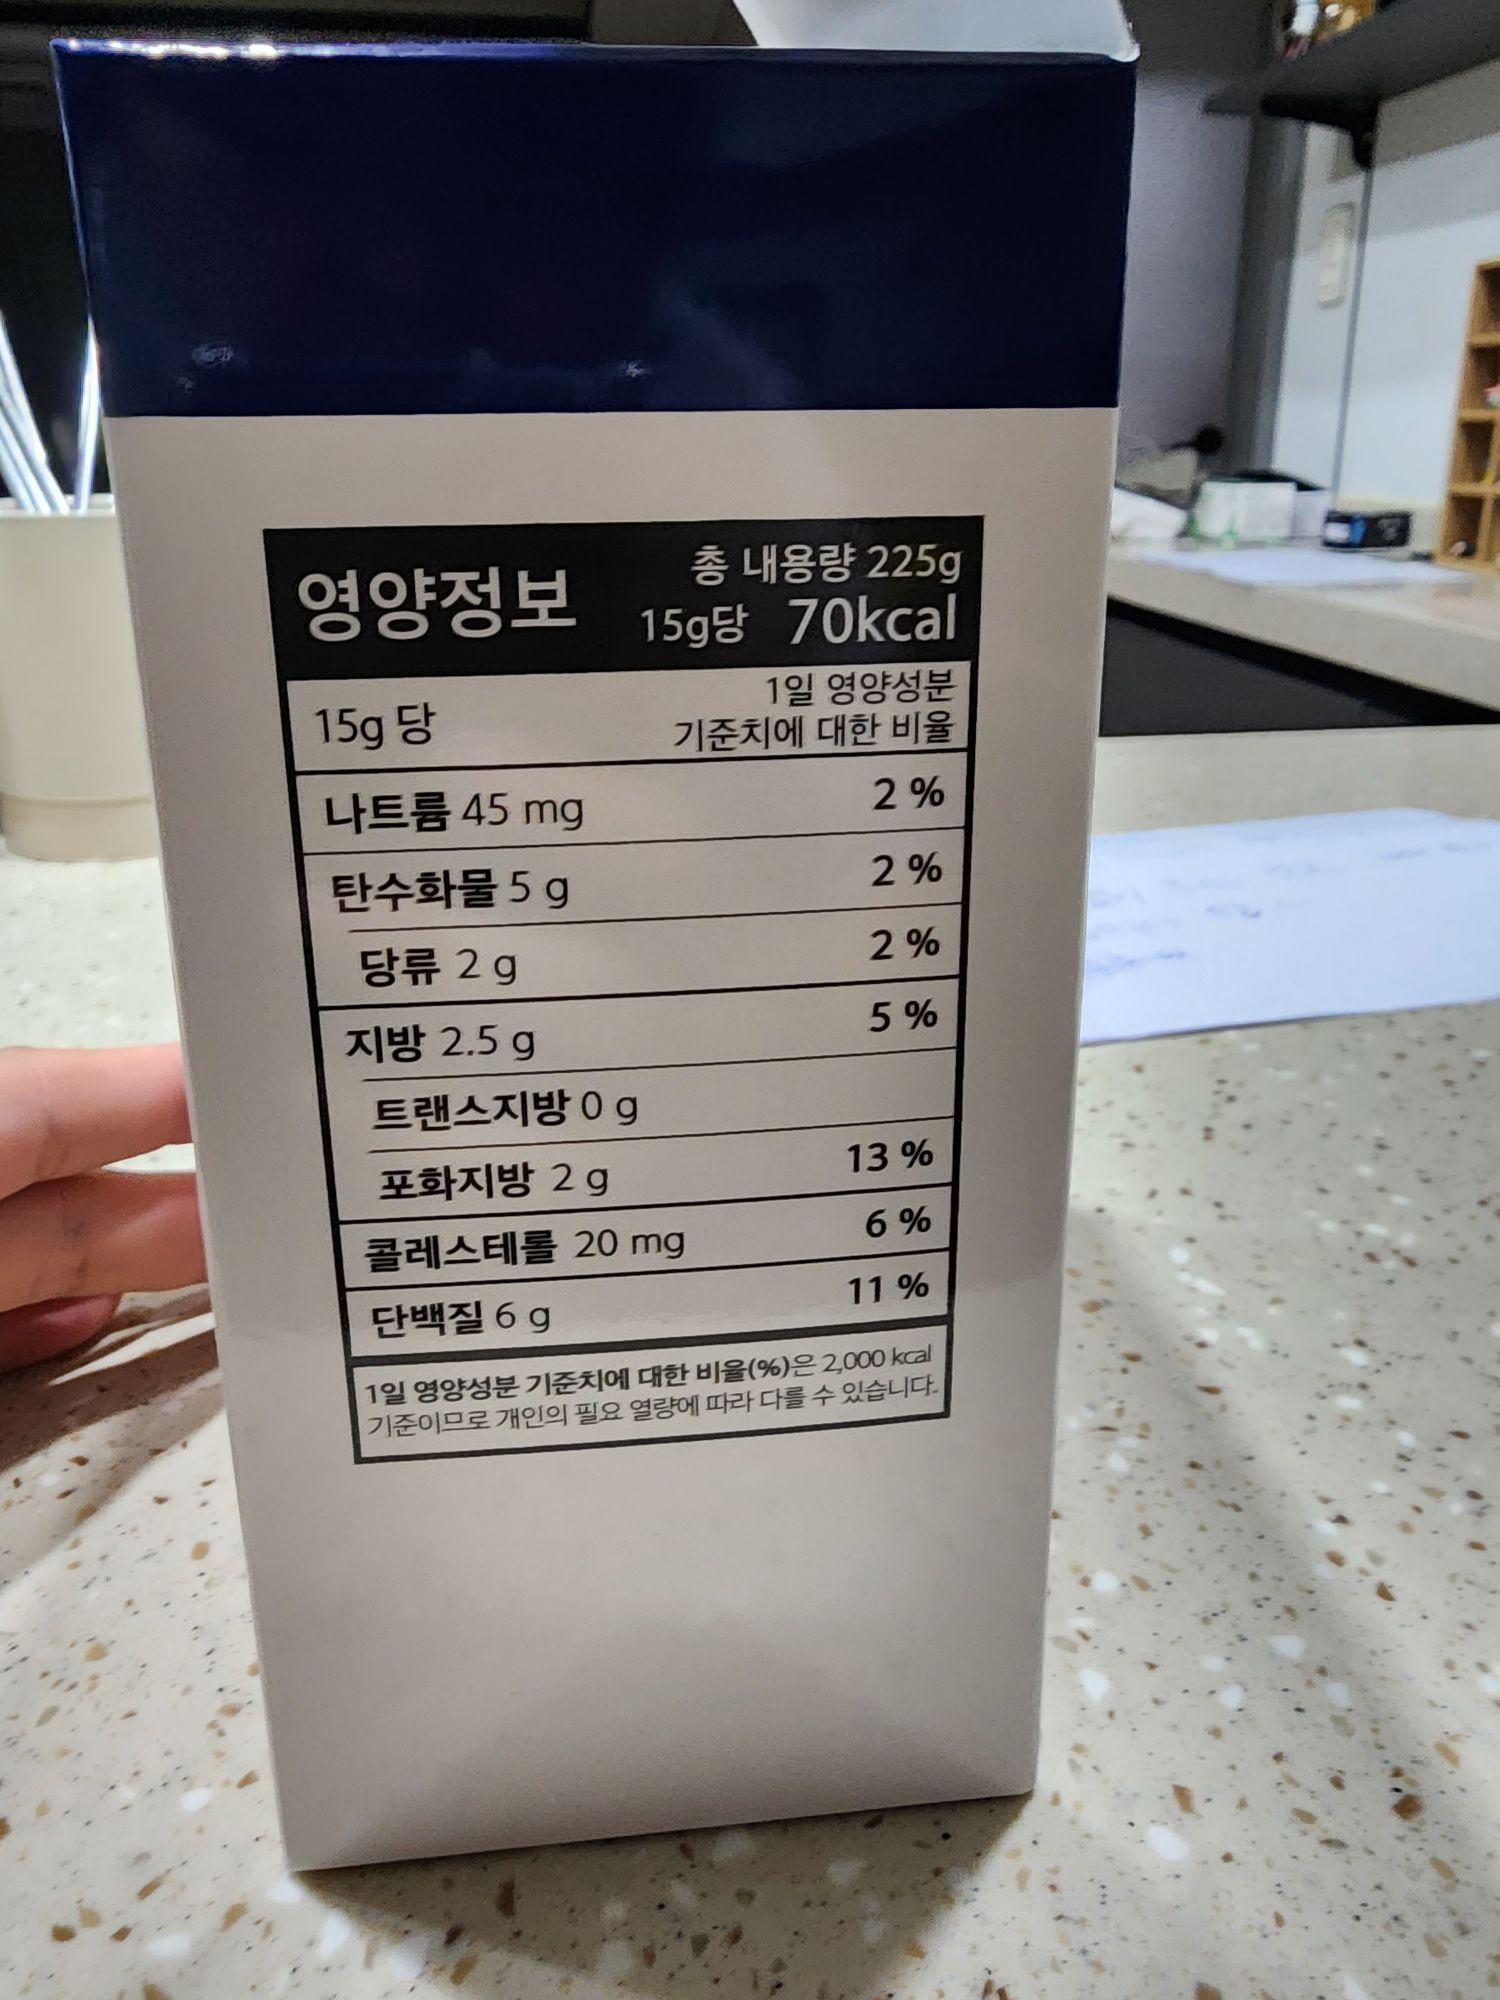 영양정보
총 내용량 225g
15g당 70kcal
15g 당
1일 영양성분
기준치에 대한 비율
나트륨 45 mg 2 %
탄수화물 5 g 2 %
당류 2 g 2 %
지방 2.5 g 5 %
트랜스지방 0 g
포화지방 2 g 13 %
콜레스테롤 20 mg 6 %
단백질 6 g 11 %
1일 영양성분 기준치에 대한 비율(%)은 2,000 kcal
기준이므로 개인의 필요 열량에 따라 다를 수 있습니다.